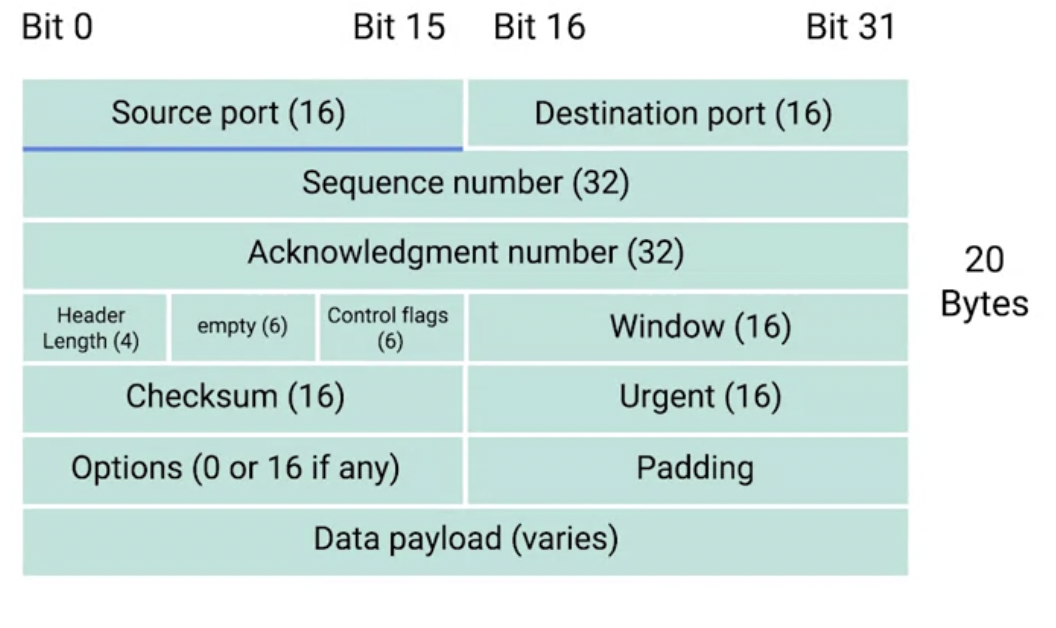 Bit 0 Bit 15 Bit 16 Bit 31
Source port (16) Destination port (16)
Sequence number (32)
Acknowledgment number (32)
20
Bytes
Header
Length (4)
empty (6)
Control flags
(6)
Window (16)
Checksum (16) Urgent (16)
Options (0 or 16 if any) Padding
Data payload (varies)